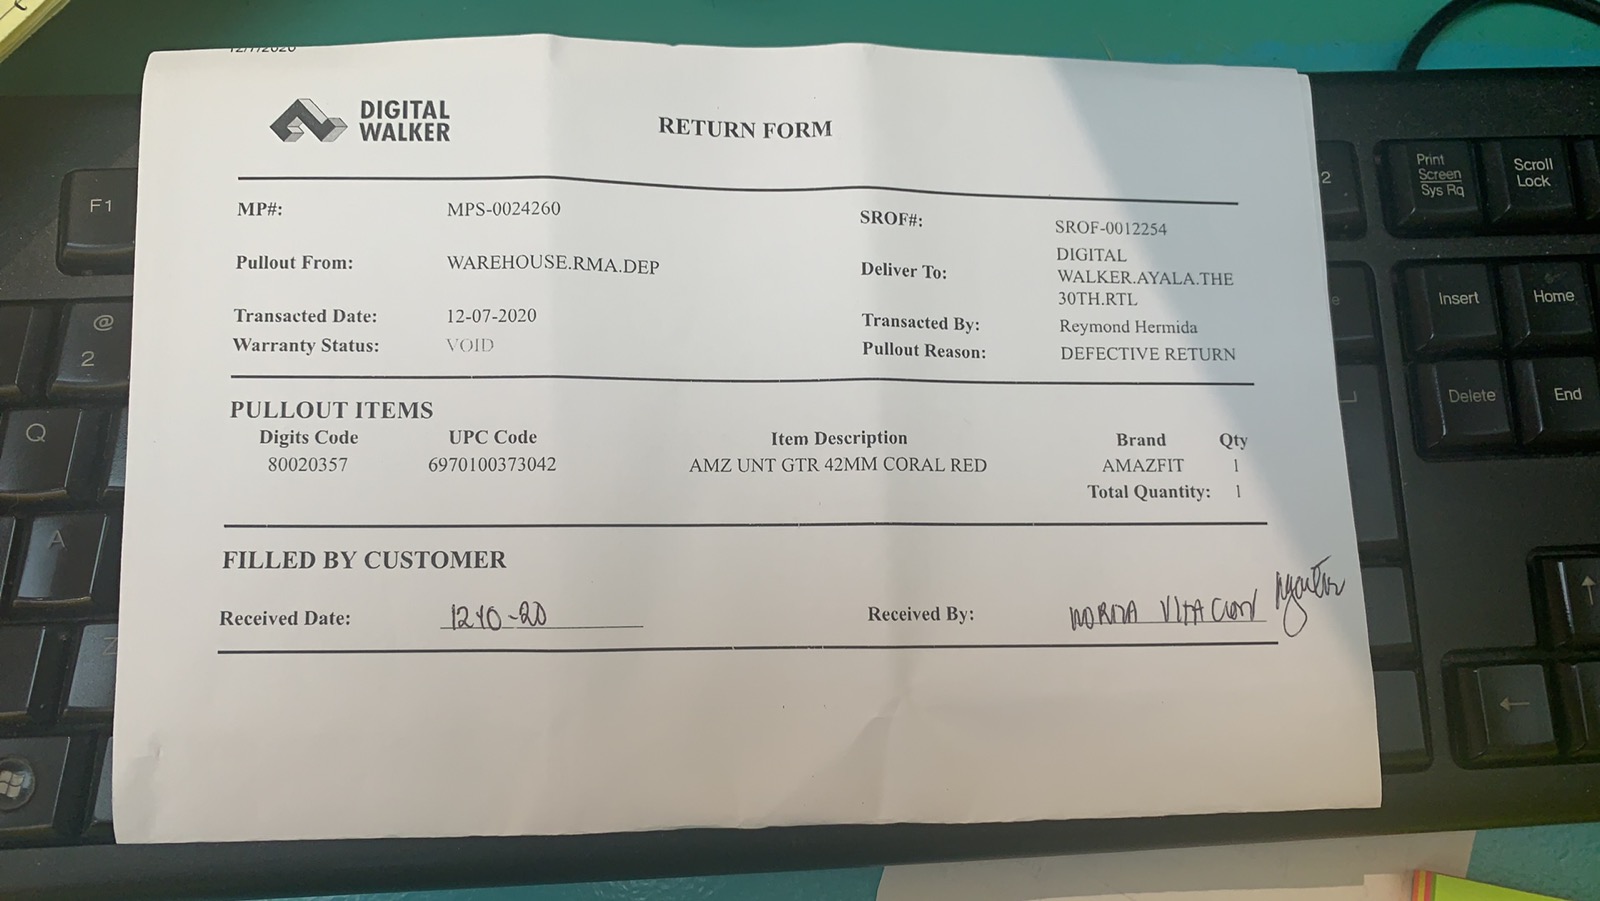 12/7/2020
DIGITAL
WALKER
RETURN FORM
MP#: MPS-0024260 SROF#: SROF-0012254
Pullout From: WAREHOUSE.RMA.DEP Deliver To: DIGITAL
WALKER.AYALA.THE
30TH.RTL
Transacted Date: 12-07-2020 Transacted By: Reymond Hermida
Warranty Status: VOID Pullout Reason: DEFECTIVE RETURN
PULLOUT ITEMS
Digits Code UPC Code Item Description Brand Qty
80020357 6970100373042 AMZ UNT GTR 42MM CORAL RED AMAZFIT 1
Total Quantity: 1
FILLED BY CUSTOMER
Received Date: 12-10-20 Received By: NORMA VITACION
F1
@
2
Q
A
Z
2
Print
Screen
Sys Rq
Scroll
Lock
Insert
Home
Delete
End